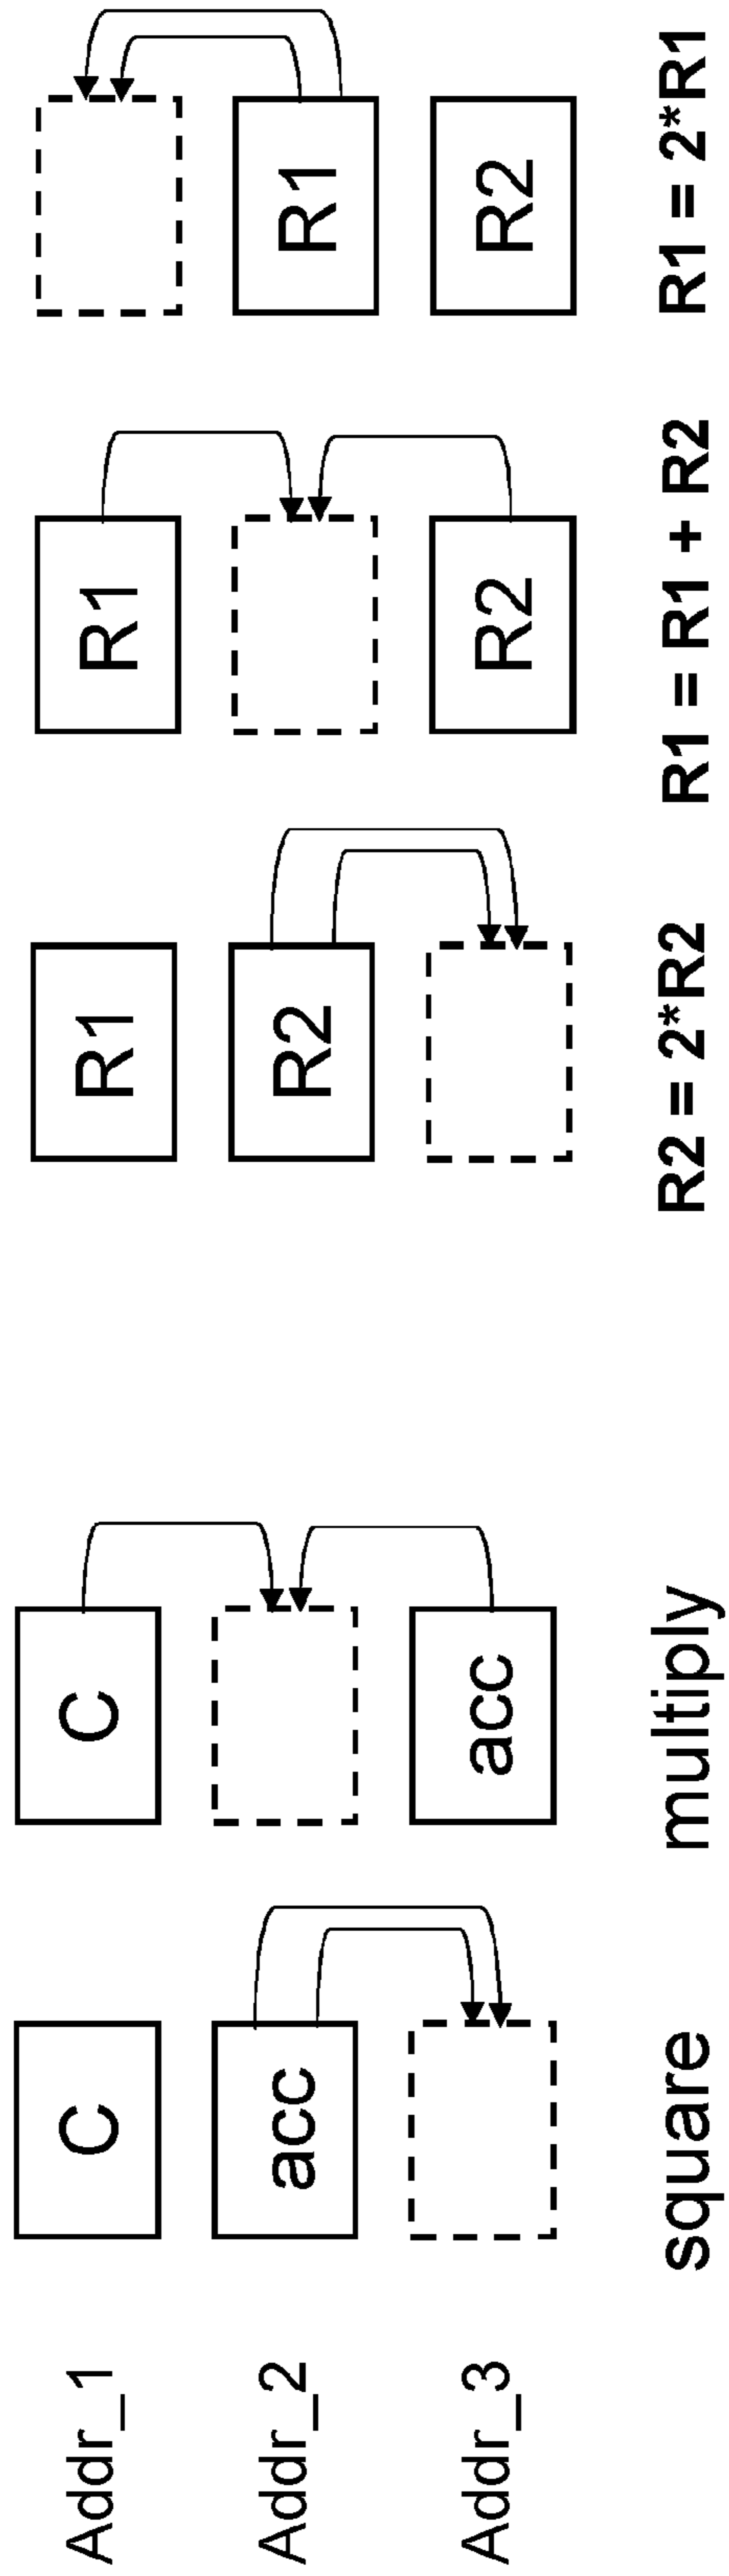 Addr_1 C C R1 R1
Addr_2 acc R2 R1
Addr_3 acc R2 R2
square multiply R2 = 2*R2 R1 = R1 + R2 R1 = 2*R1